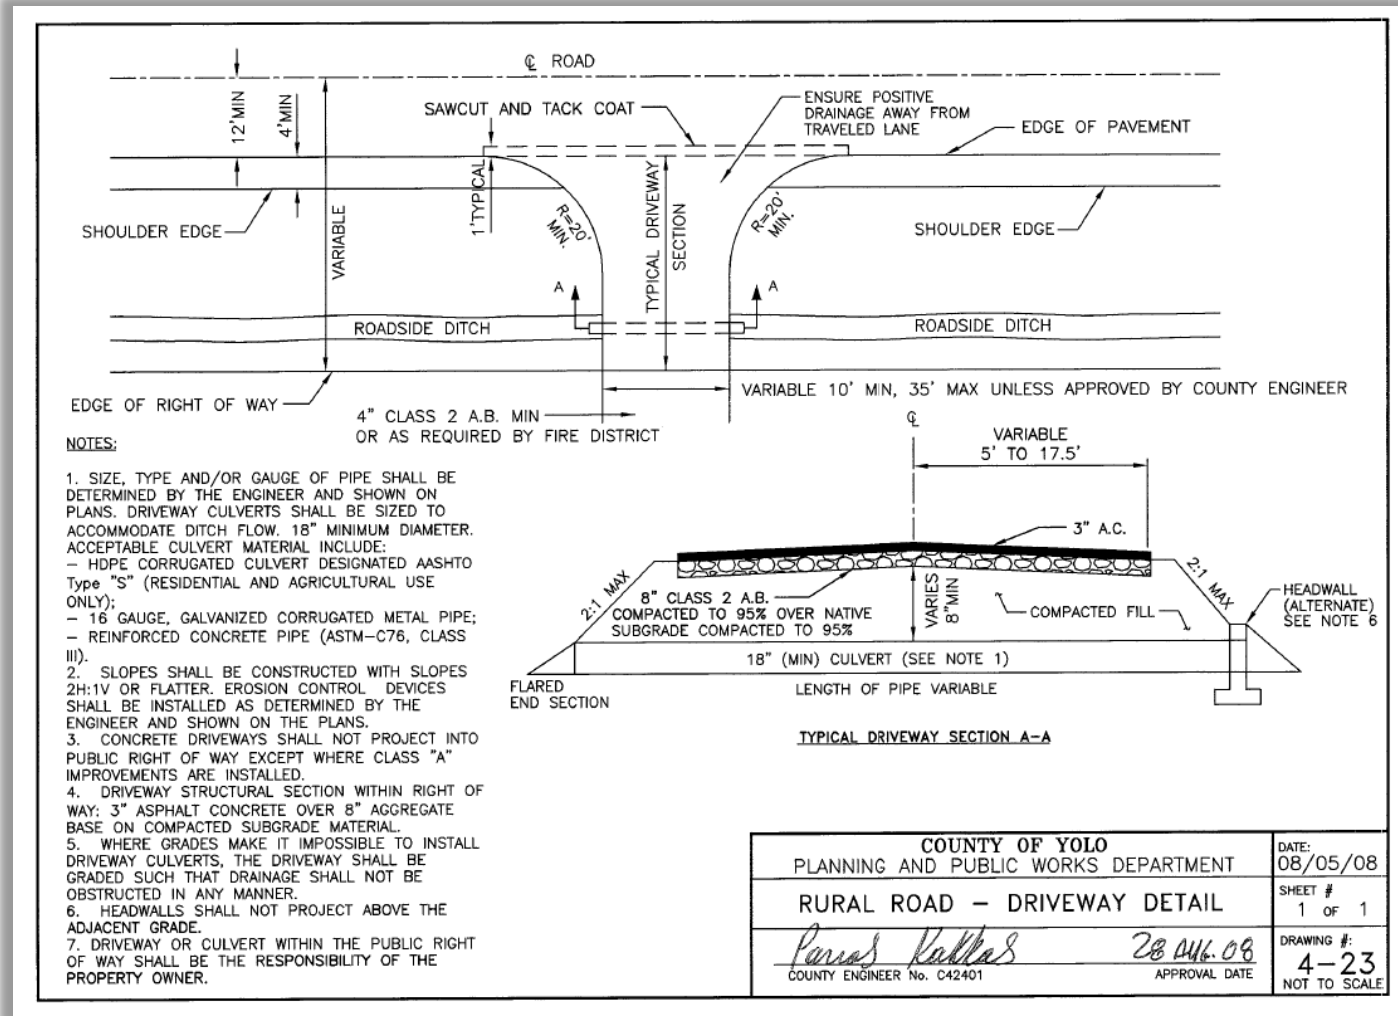 ℄ ROAD
12'MIN
4'MIN
SAWCUT AND TACK COAT
ENSURE POSITIVE
DRAINAGE AWAY FROM
TRAVELED LANE
EDGE OF PAVEMENT
1'TYPICAL
SHOULDER EDGE
VARIABLE
R=20'
MIN.
TYPICAL DRIVEWAY
SECTION
R=20'
MIN.
SHOULDER EDGE
A
A
ROADSIDE DITCH
ROADSIDE DITCH
EDGE OF RIGHT OF WAY
VARIABLE 10' MIN, 35' MAX UNLESS APPROVED BY COUNTY ENGINEER
4" CLASS 2 A.B. MIN
OR AS REQUIRED BY FIRE DISTRICT
NOTES:
1. SIZE, TYPE AND/OR GAUGE OF PIPE SHALL BE
DETERMINED BY THE ENGINEER AND SHOWN ON
PLANS. DRIVEWAY CULVERTS SHALL BE SIZED TO
ACCOMMODATE DITCH FLOW. 18" MINIMUM DIAMETER.
ACCEPTABLE CULVERT MATERIAL INCLUDE:
- HDPE CORRUGATED CULVERT DESIGNATED AASHTO
Type "S" (RESIDENTIAL AND AGRICULTURAL USE
ONLY);
- 16 GAUGE, GALVANIZED CORRUGATED METAL PIPE;
- REINFORCED CONCRETE PIPE (ASTM-C76, CLASS
III).
2. SLOPES SHALL BE CONSTRUCTED WITH SLOPES
2H:1V OR FLATTER. EROSION CONTROL DEVICES
SHALL BE INSTALLED AS DETERMINED BY THE
ENGINEER AND SHOWN ON THE PLANS.
3. CONCRETE DRIVEWAYS SHALL NOT PROJECT INTO
PUBLIC RIGHT OF WAY EXCEPT WHERE CLASS "A"
IMPROVEMENTS ARE INSTALLED.
4. DRIVEWAY STRUCTURAL SECTION WITHIN RIGHT OF
WAY: 3" ASPHALT CONCRETE OVER 8" AGGREGATE
BASE ON COMPACTED SUBGRADE MATERIAL.
5. WHERE GRADES MAKE IT IMPOSSIBLE TO INSTALL
DRIVEWAY CULVERTS, THE DRIVEWAY SHALL BE
GRADED SUCH THAT DRAINAGE SHALL NOT BE
OBSTRUCTED IN ANY MANNER.
6. HEADWALLS SHALL NOT PROJECT ABOVE THE
ADJACENT GRADE.
7. DRIVEWAY OR CULVERT WITHIN THE PUBLIC RIGHT
OF WAY SHALL BE THE RESPONSIBILITY OF THE
PROPERTY OWNER.
℄
VARIABLE
5' TO 17.5'
3" A.C.
2:1 MAX
8" CLASS 2 A.B.
COMPACTED TO 95% OVER NATIVE
SUBGRADE COMPACTED TO 95%
VARIES
8"MIN
COMPACTED FILL
2:1 MAX
HEADWALL
(ALTERNATE)
SEE NOTE 6
18" (MIN) CULVERT (SEE NOTE 1)
FLARED
END SECTION
LENGTH OF PIPE VARIABLE
TYPICAL DRIVEWAY SECTION A-A
COUNTY OF YOLO
PLANNING AND PUBLIC WORKS DEPARTMENT
DATE:
08/05/08
RURAL ROAD - DRIVEWAY DETAIL
SHEET #
1 OF 1
Panos Kokkas
28 AUG. 08
COUNTY ENGINEER No. C42401
APPROVAL DATE
DRAWING #:
4-23
NOT TO SCALE